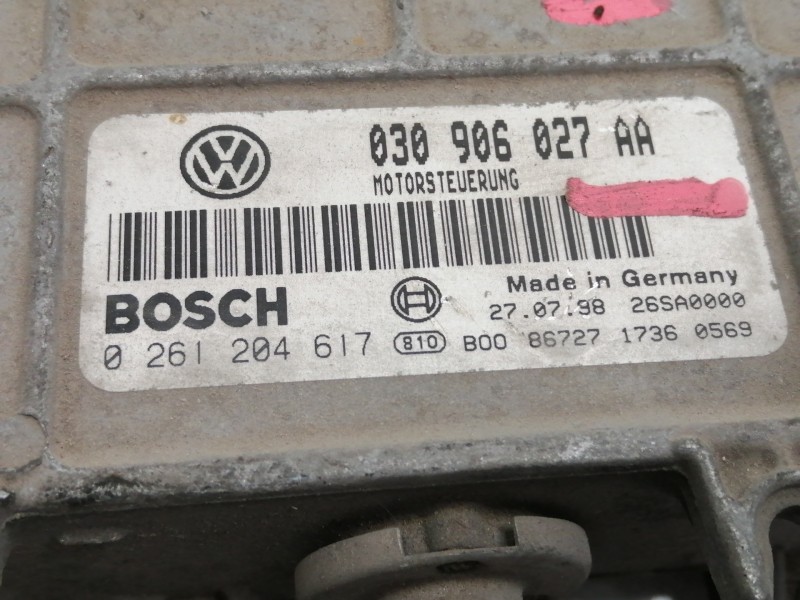 030 906 027 AA
MOTORSTEUERUNG
Made in Germany
BOSCH 27.07.98 26SA0000
0 261 204 617 810 B00 86727 1736 0569